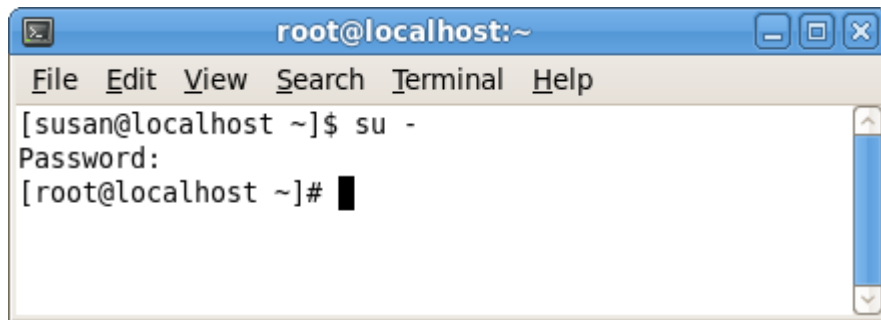 root@localhost:~
File Edit View Search Terminal Help
[susan@localhost ~]$ su -
Password:
[root@localhost ~]#